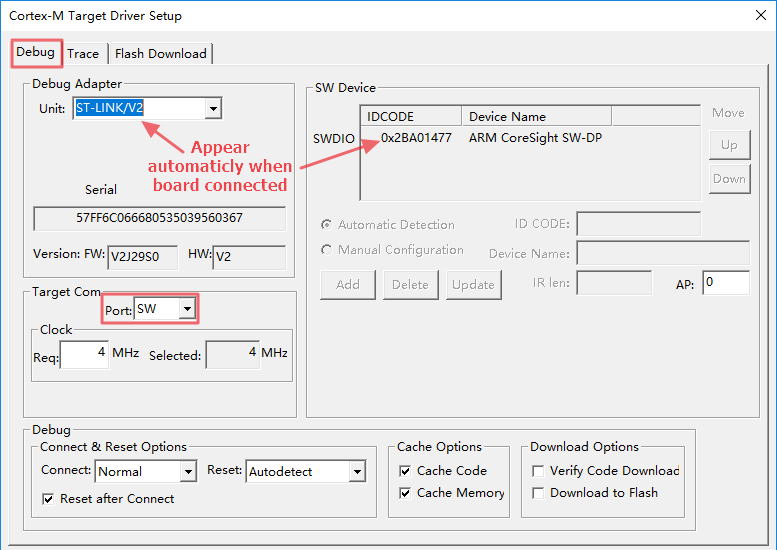 Cortex-M Target Driver Setup
Debug Trace Flash Download
Debug Adapter
Unit: ST-LINK/V2
Appear
automaticly when
board connected
Serial
57FF6C066680535039560367
Version: FW: V2J29S0 HW: V2
Target Com
Port: SW
Clock
Req: 4 MHz Selected: 4 MHz
SW Device
IDCODE Device Name Move
SWDIO 0x2BA01477 ARM CoreSight SW-DP Up
Down
Automatic Detection ID CODE:
Manual Configuration Device Name:
Add Delete Update IR len: AP: 0
Debug
Connect & Reset Options
Connect: Normal Reset: Autodetect
Reset after Connect
Cache Options
Cache Code
Cache Memory
Download Options
Verify Code Download
Download to Flash